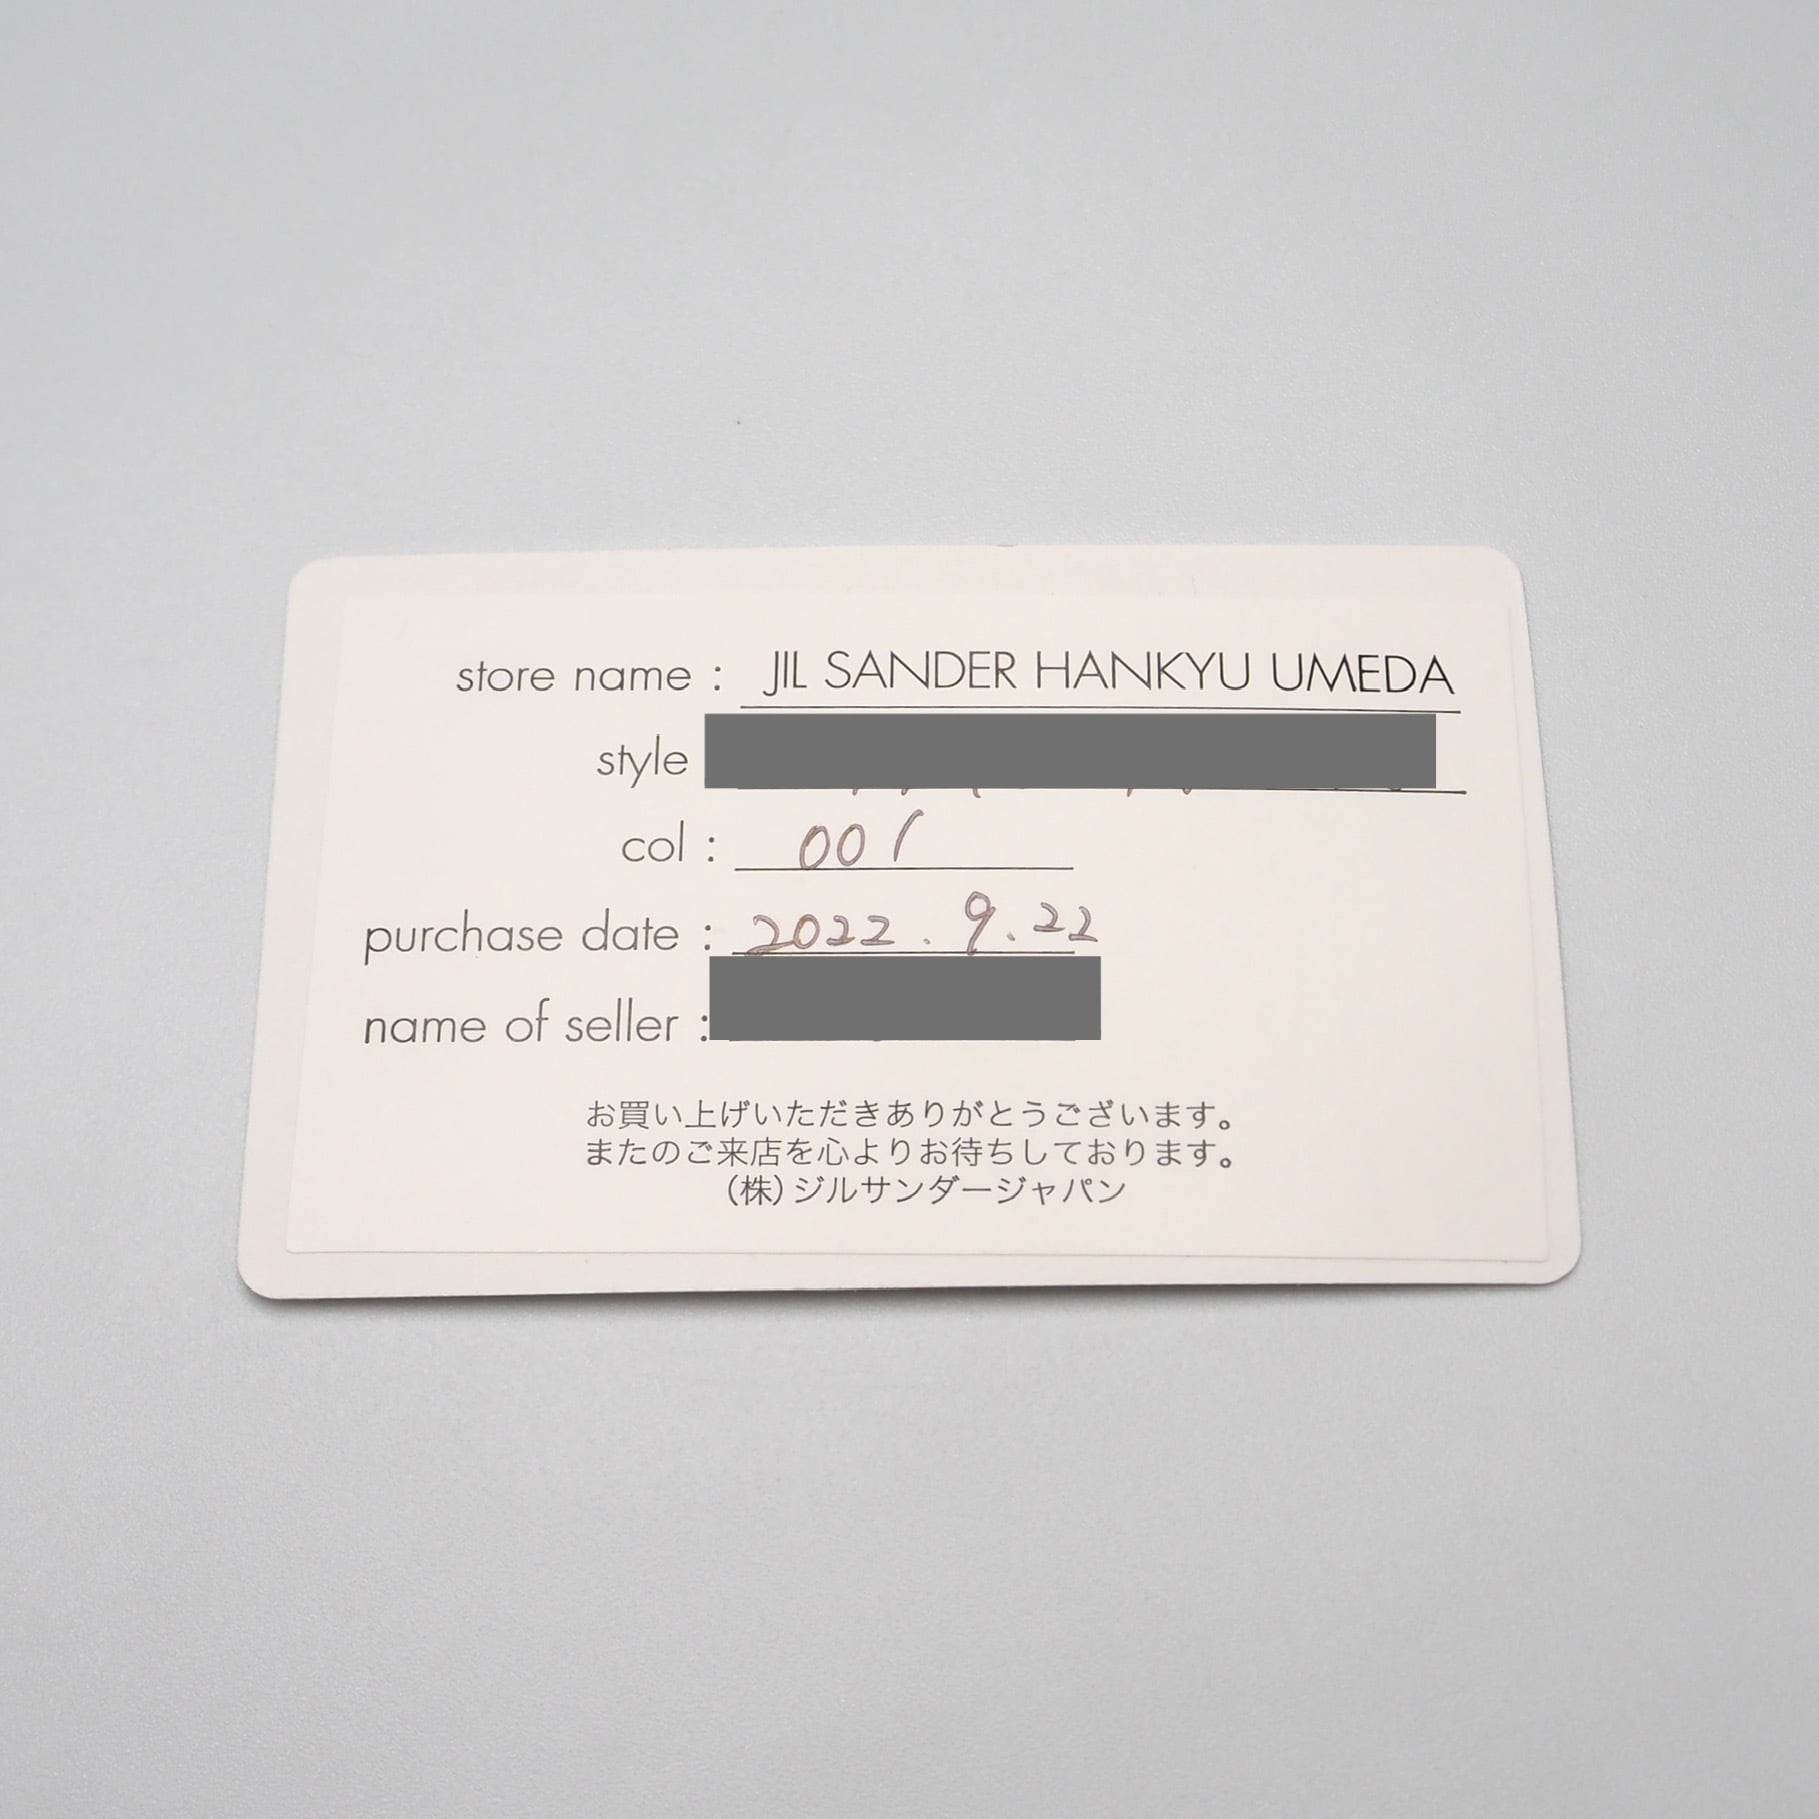 store name : JIL SANDER HANKYU UMEDA
style
col : 001
purchase date : 2022.9.22
name of seller :
お買い上げいただきありがとうございます。
またのご来店を心よりお待ちしております。
（株）ジルサンダージャパン